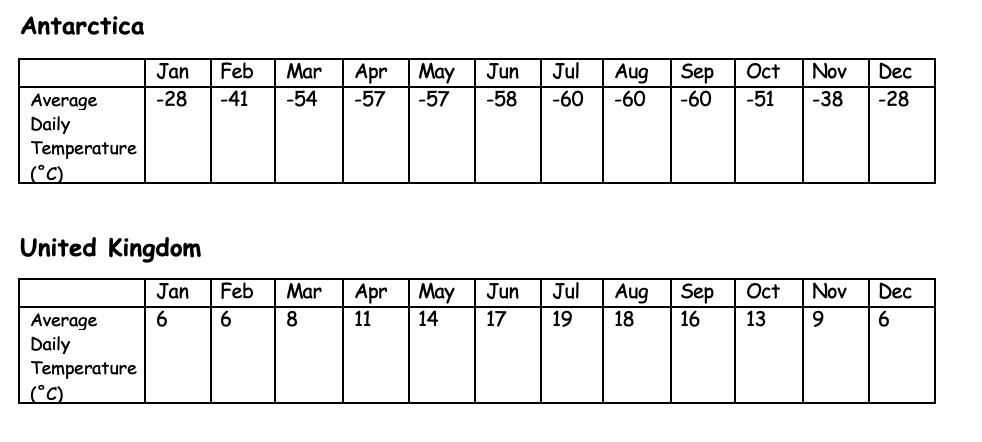 Antarctica
Jan Feb Mar Apr May Jun Jul Aug Sep Oct Nov Dec
Average -28 -41 -54 -57 -57 -58 -60 -60 -60 -51 -38 -28
Daily
Temperature
(°C)
United Kingdom
Jan Feb Mar Apr May Jun Jul Aug Sep Oct Nov Dec
Average 6 6 8 11 14 17 19 18 16 13 9 6
Daily
Temperature
(°C)